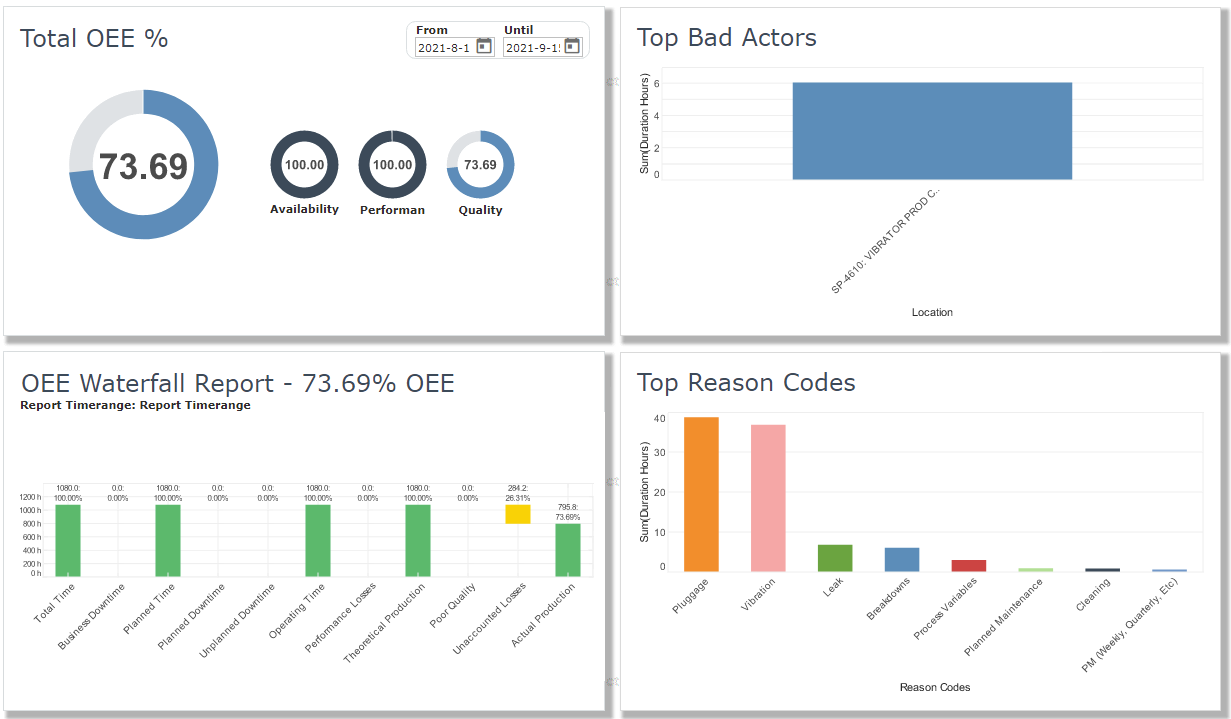 Total OEE %
From
Until
2021-8-1
2021-9-1
73.69
100.00
100.00
73.69
Availability
Performan
Quality
Top Bad Actors
Sum(Duration Hours)
6
4
2
0
SP-4610: VIBRATOR PROD C..
Location
OEE Waterfall Report - 73.69% OEE
Report Timerange: Report Timerange
1200 h
1000 h
800 h
600 h
400 h
200 h
0 h
1080.0:
100.00%
0.0:
0.00%
1080.0:
100.00%
0.0:
0.00%
0.0:
0.00%
1080.0:
100.00%
0.0:
0.00%
1080.0:
100.00%
0.0:
0.00%
284.2:
26.31%
795.8:
73.69%
Total Time
Business Downtime
Planned Time
Planned Downtime
Unplanned Downtime
Operating Time
Performance Losses
Theoretical Production
Poor Quality
Unaccounted Losses
Actual Production
Top Reason Codes
Sum(Duration Hours)
40
30
20
10
0
Pluggage
Vibration
Leak
Breakdowns
Process Variables
Planned Maintenance
Cleaning
PM (Weekly, Quarterly, Etc)
Reason Codes